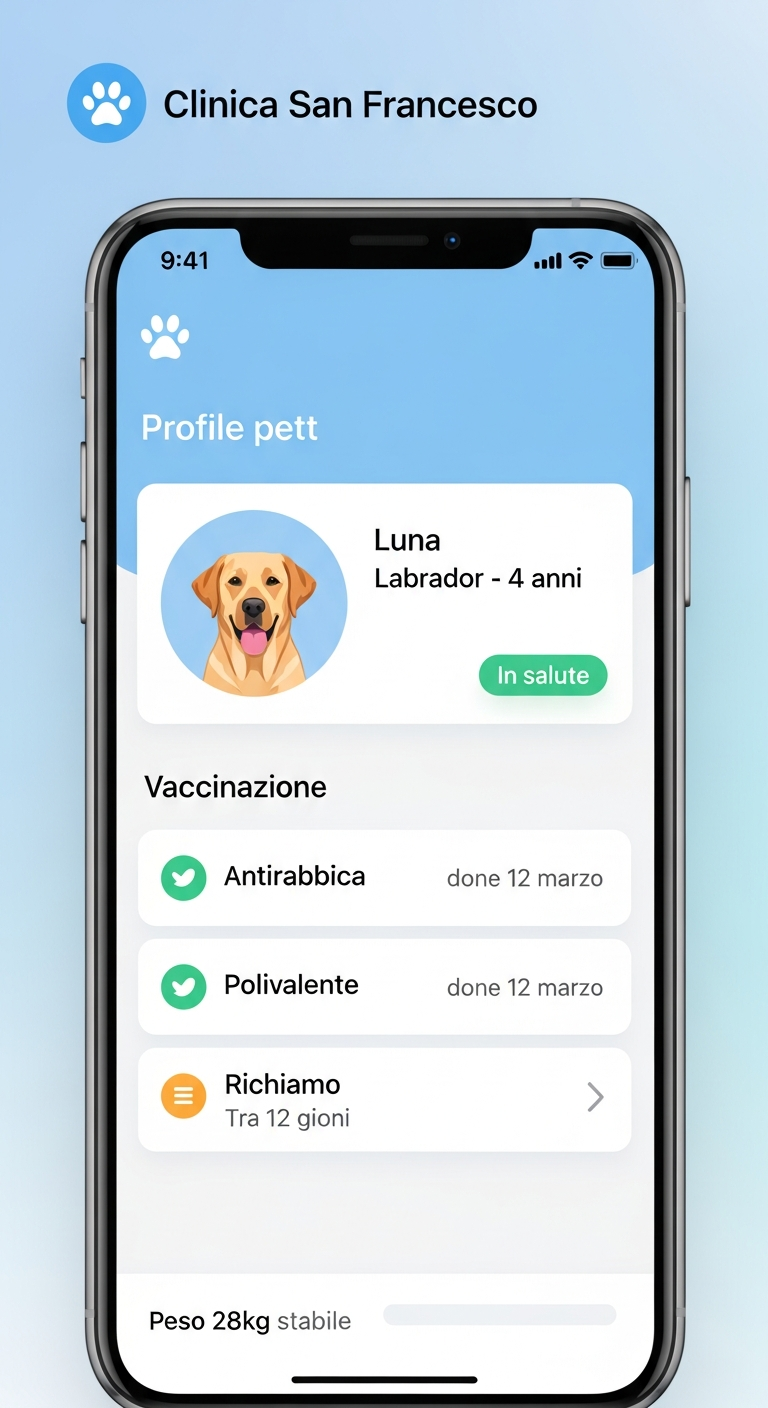 Clinica San Francesco
9:41
Profile pett
Luna
Labrador - 4 anni
In salute
Vaccinazione
Antirabbica
done 12 marzo
Polivalente
done 12 marzo
Richiamo
Tra 12 gioni
Peso 28kg stabile